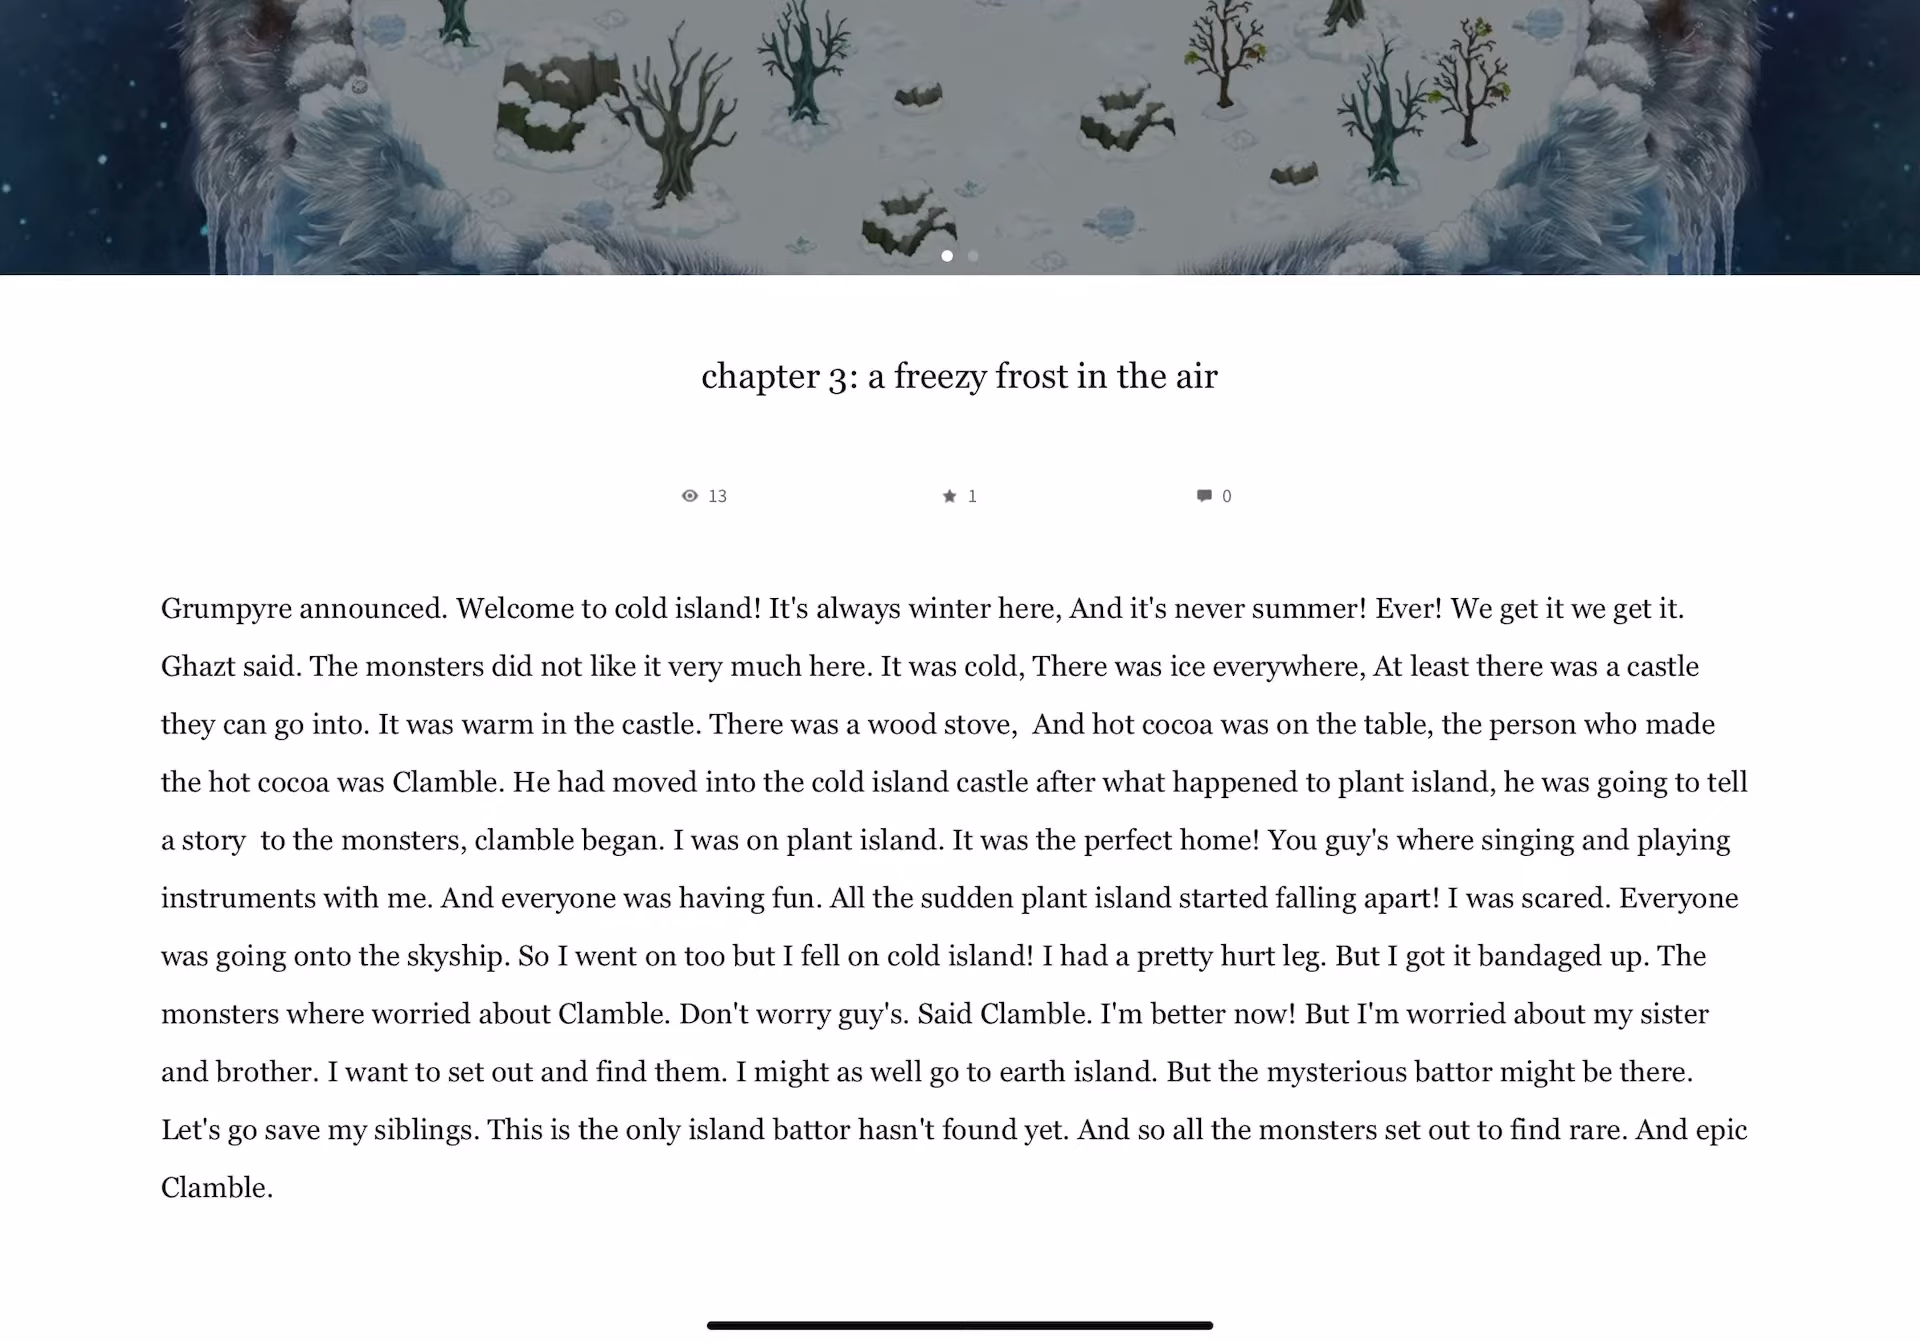 chapter 3: a freezy frost in the air
13
1
0
Grumpyre announced. Welcome to cold island! It's always winter here, And it's never summer! Ever! We get it we get it.
Ghazt said. The monsters did not like it very much here. It was cold, There was ice everywhere, At least there was a castle
they can go into. It was warm in the castle. There was a wood stove,  And hot cocoa was on the table, the person who made
the hot cocoa was Clamble. He had moved into the cold island castle after what happened to plant island, he was going to tell
a story  to the monsters, clamble began. I was on plant island. It was the perfect home! You guy's where singing and playing
instruments with me. And everyone was having fun. All the sudden plant island started falling apart! I was scared. Everyone
was going onto the skyship. So I went on too but I fell on cold island! I had a pretty hurt leg. But I got it bandaged up. The
monsters where worried about Clamble. Don't worry guy's. Said Clamble. I'm better now! But I'm worried about my sister
and brother. I want to set out and find them. I might as well go to earth island. But the mysterious battor might be there.
Let's go save my siblings. This is the only island battor hasn't found yet. And so all the monsters set out to find rare. And epic
Clamble.